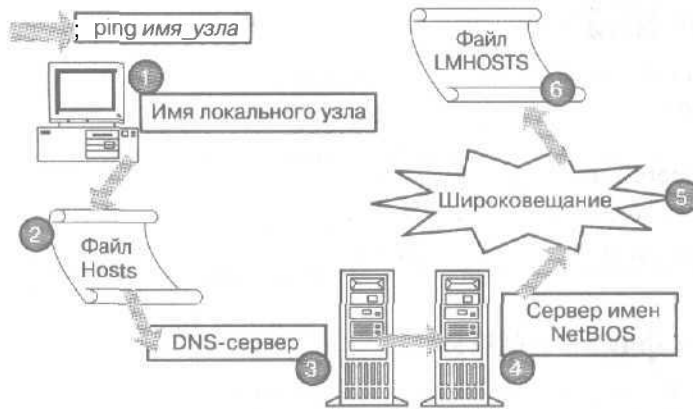 ping имя_узла
1
Имя локального узла
2
Файл
Hosts
DNS-сервер
3
4
Сервер имен
NetBIOS
Широковещание
5
Файл
LMHOSTS
6